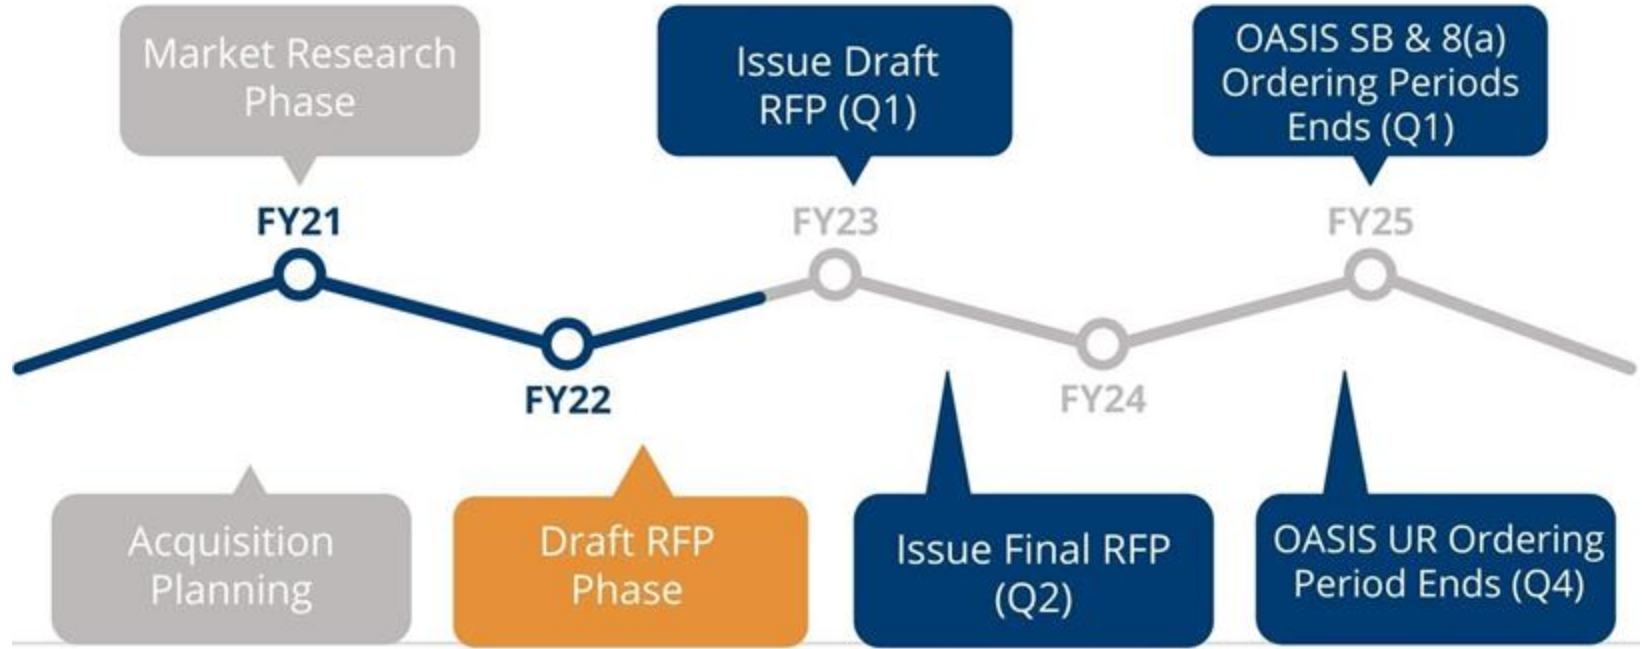 Market Research
Phase
Issue Draft
RFP (Q1)
OASIS SB & 8(a)
Ordering Periods
Ends (Q1)
FY21
FY23
FY25
FY22
FY24
Acquisition
Planning
Draft RFP
Phase
Issue Final RFP
(Q2)
OASIS UR Ordering
Period Ends (Q4)